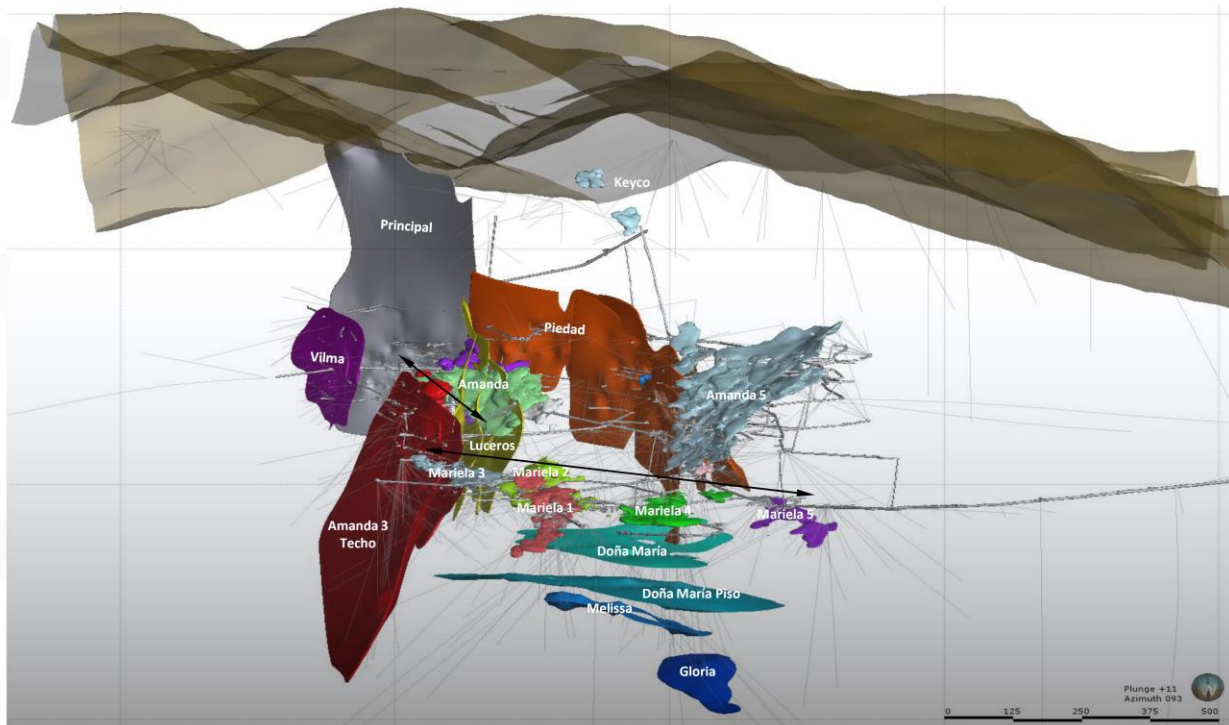 Keyco
Principal
Piedad
Vilma
Amanda
Amanda 5
Luceros
Mariela 3
Mariela 2
Mariela 1
Mariela 4
Mariela 5
Amanda 3
Techo
Doña María
Doña María Piso
Melissa
Gloria
Plunge +11
Azimuth 093
0 125 250 375 500